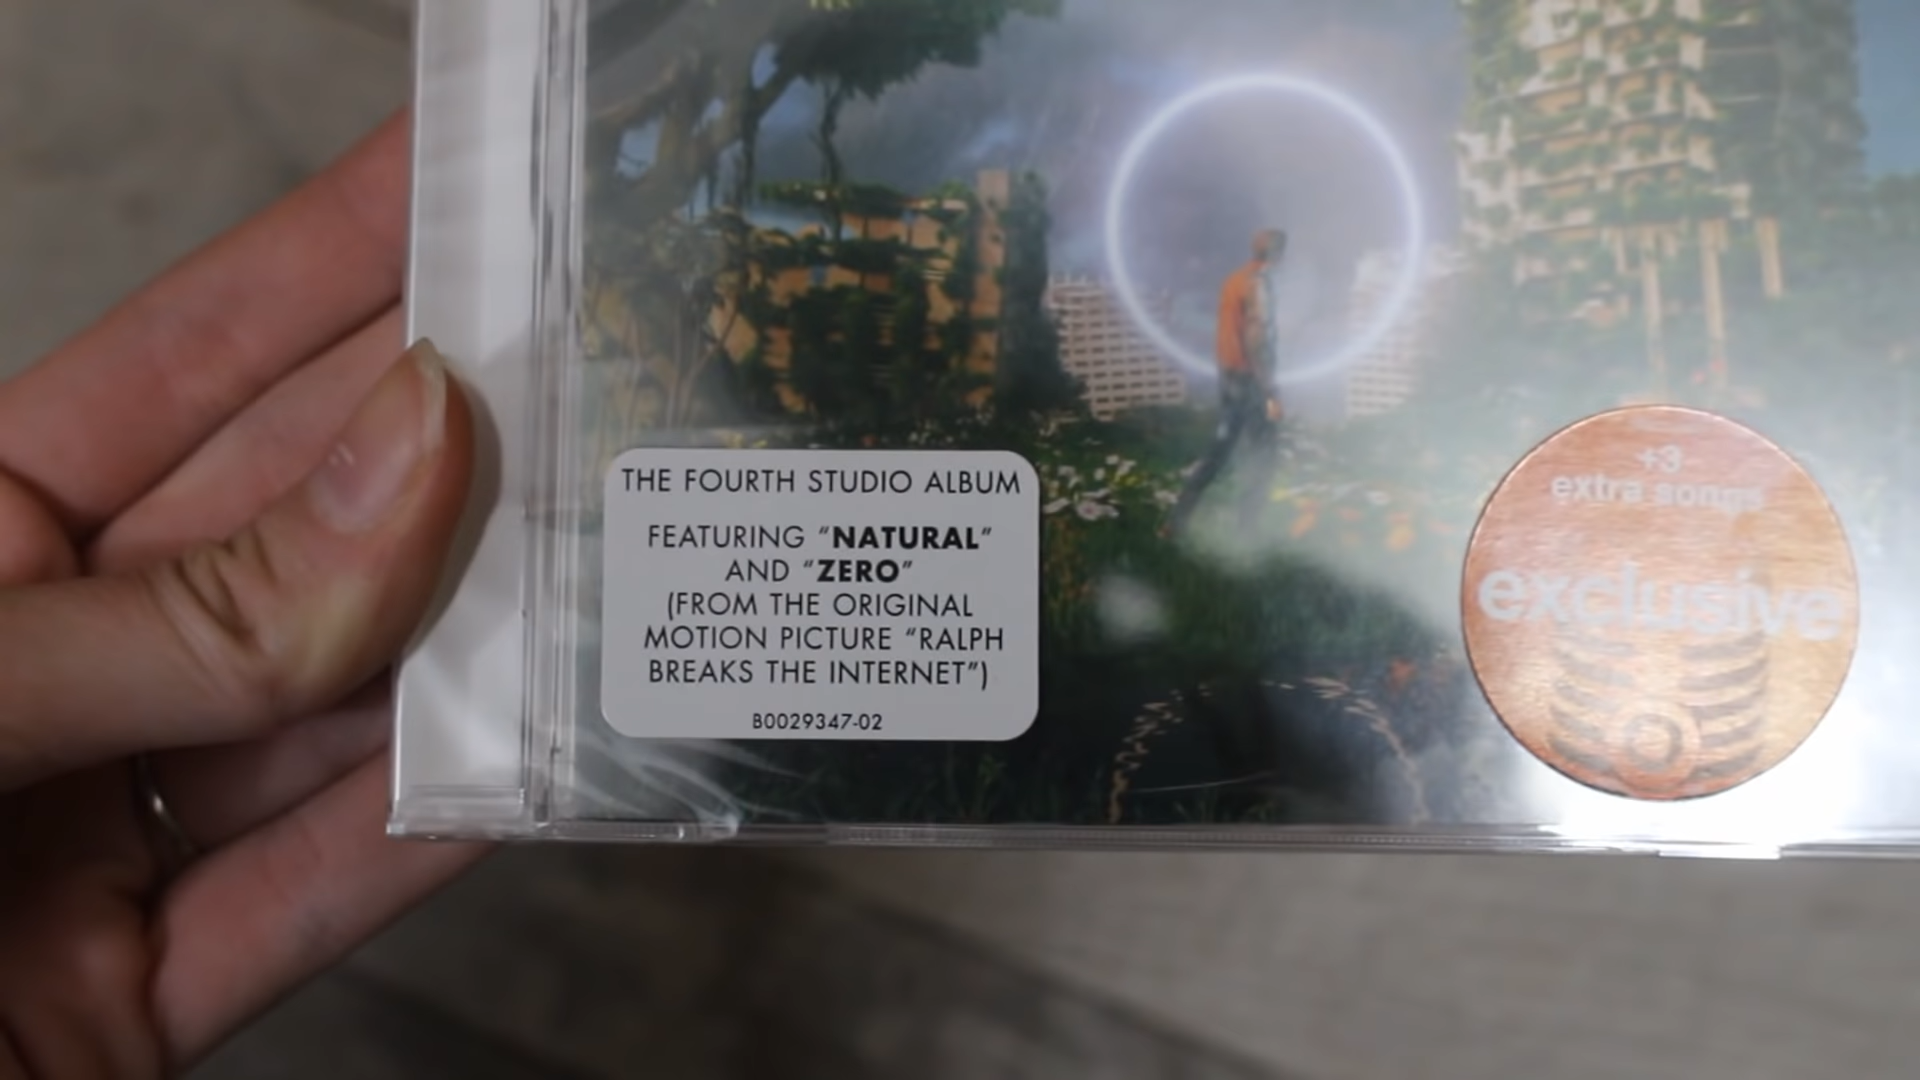 THE FOURTH STUDIO ALBUM
FEATURING “NATURAL”
AND “ZERO”
(FROM THE ORIGINAL
MOTION PICTURE “RALPH
BREAKS THE INTERNET”)
B0029347-02
+3
extra songs
exclusive